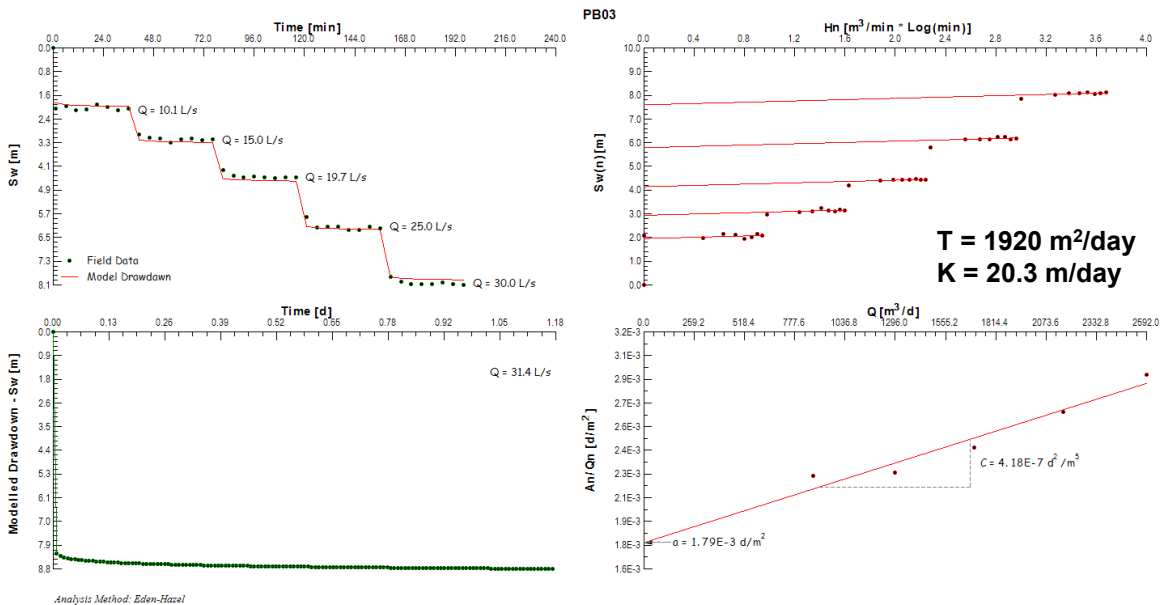 PB03
Time [min]
0.0 24.0 48.0 72.0 96.0 120.0 144.0 168.0 192.0 216.0 240.0
Sw [m]
0.0
0.8
1.6
2.4
3.3
4.1
4.9
5.7
6.5
7.3
8.1
Q = 10.1 L/s
Q = 15.0 L/s
Q = 19.7 L/s
Q = 25.0 L/s
Q = 30.0 L/s
Field Data
Model Drawdown
Hn [m³/min * Log(min)]
0.0 0.4 0.8 1.2 1.6 2.0 2.4 2.8 3.2 3.6 4.0
Sw(n) [m]
10.0
9.0
8.0
7.0
6.0
5.0
4.0
3.0
2.0
1.0
0.0
T = 1920 m²/day
K = 20.3 m/day
Time [d]
0.00 0.13 0.26 0.39 0.52 0.65 0.78 0.92 1.05 1.18
Modelled Drawdown - Sw [m]
0.0
0.9
1.8
2.6
3.5
4.4
5.3
6.1
7.0
7.9
8.8
Q = 31.4 L/s
Q [m³/d]
0.0 259.2 518.4 777.6 1036.8 1296.0 1555.2 1814.4 2073.6 2332.8 2592.0
An/Qn [d/m²]
3.2E-3
2.9E-3
2.7E-3
2.6E-3
2.4E-3
2.3E-3
2.1E-3
1.9E-3
1.8E-3
1.6E-3
C = 4.18E-7 d²/m⁵
a = 1.79E-3 d/m²
Analysis Method: Eden-Hazel